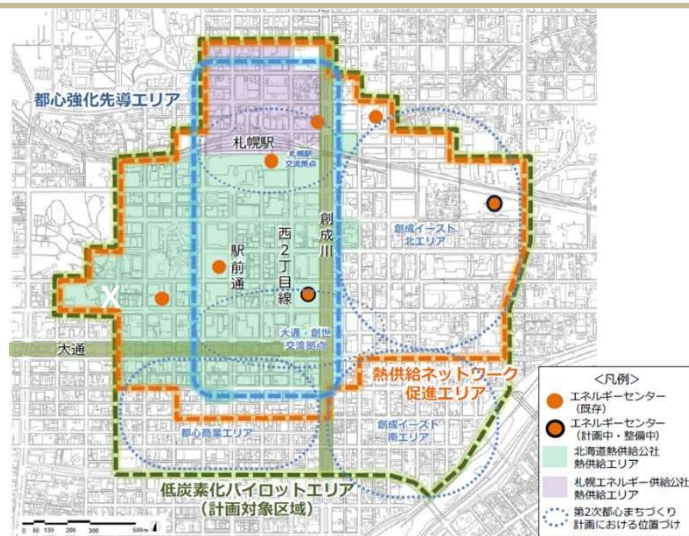 都心強化先導エリア
札幌駅
札幌駅
交流拠点
創成川
創成イースト
北エリア
西2丁目線
駅前通
X
大通・創世
交流拠点
大通
熱供給ネットワーク
促進エリア
都心商業エリア
創成イースト
南エリア
低炭素化パイロットエリア
(計画対象区域)
0 50 100 200 300 500m
<凡例>
エネルギーセンター
(既存)
エネルギーセンター
(計画中・整備中)
北海道熱供給公社
熱供給エリア
札幌エネルギー供給公社
熱供給エリア
第2次都心まちづくり
計画における位置づけ